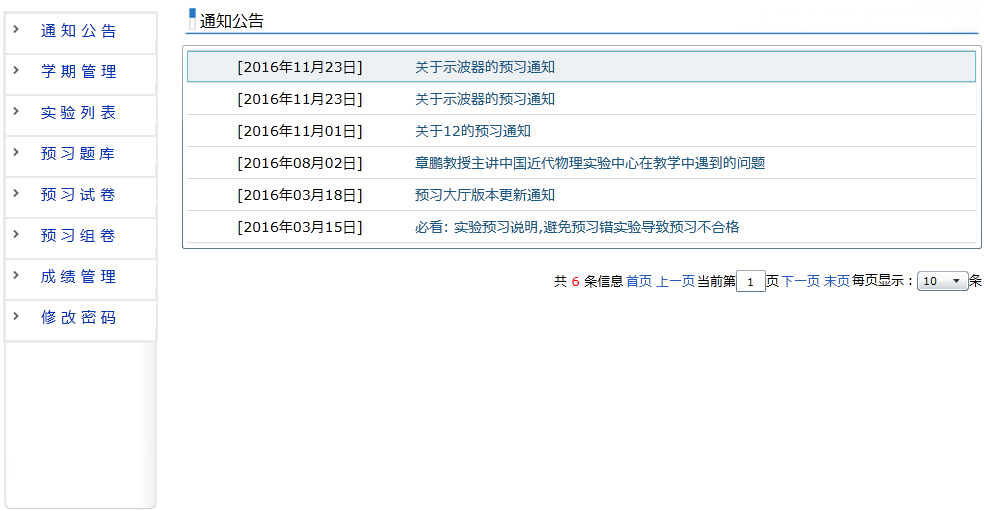 通知公告
学期管理
实验列表
预习题库
预习试卷
预习组卷
成绩管理
修改密码
通知公告
[2016年11月23日] 关于示波器的预习通知
[2016年11月23日] 关于示波器的预习通知
[2016年11月01日] 关于12的预习通知
[2016年08月02日] 章鹏教授主讲中国近代物理实验中心在教学中遇到的问题
[2016年03月18日] 预习大厅版本更新通知
[2016年03月15日] 必看: 实验预习说明,避免预习错实验导致预习不合格
共 6 条信息 首页 上一页 当前第 1 页 下一页 末页 每页显示： 10 条